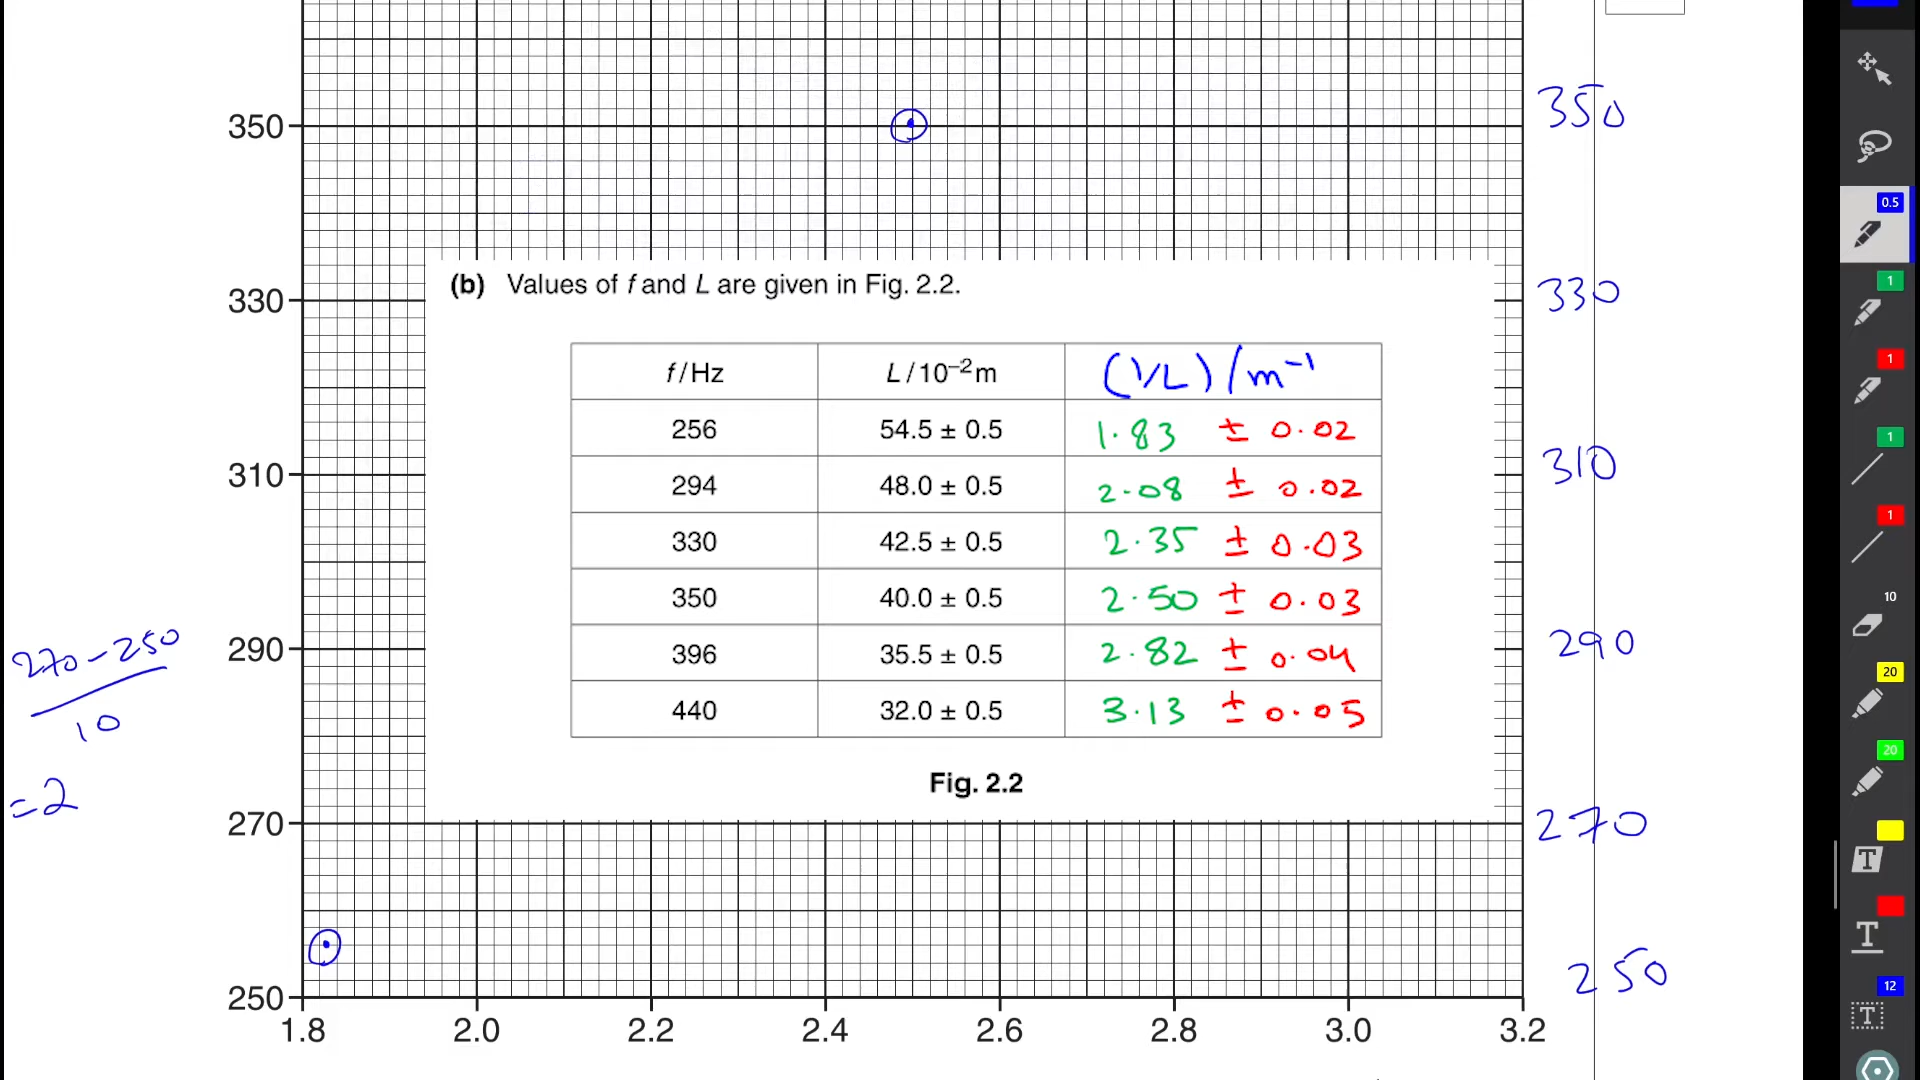 350 350
330 (b) Values of f and L are given in Fig. 2.2. 330
f / Hz L / 10⁻² m (1/L) / m⁻¹
256 54.5 ± 0.5 1.83 ± 0.02
294 48.0 ± 0.5 2.08 ± 0.02
310 310
330 42.5 ± 0.5 2.35 ± 0.03
350 40.0 ± 0.5 2.50 ± 0.03
290 396 35.5 ± 0.5 2.82 ± 0.04 290
440 32.0 ± 0.5 3.13 ± 0.05
Fig. 2.2
270 270
250 250
1.8 2.0 2.2 2.4 2.6 2.8 3.0 3.2
270-250
10
=2
0.5
1
1
1
1
10
20
20
T
T
12
T